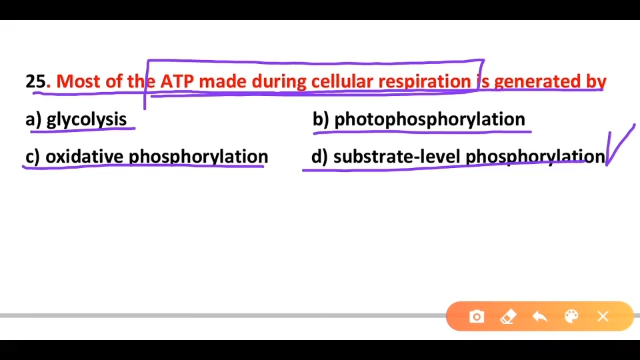 25. Most of the ATP made during cellular respiration is generated by
a) glycolysis b) photophosphorylation
c) oxidative phosphorylation d) substrate-level phosphorylation